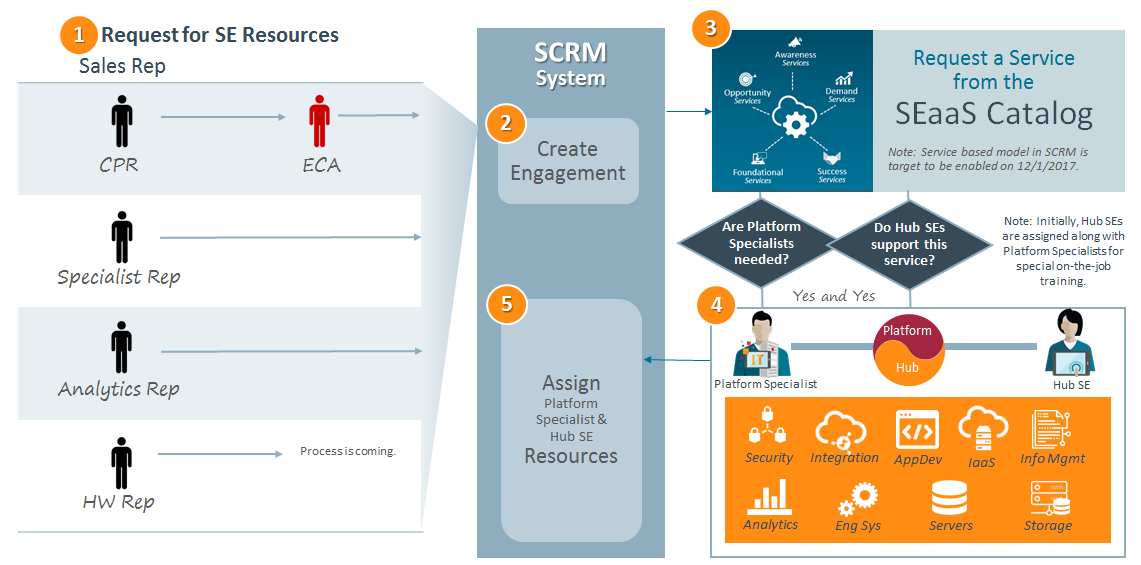 1 Request for SE Resources
Sales Rep
CPR
ECA
Specialist Rep
Analytics Rep
HW Rep
Process is coming.
SCRM
System
2
Create
Engagement
5
Assign
Platform
Specialist &
Hub SE
Resources
3
Awareness
Services
Opportunity
Services
Demand
Services
Foundational
Services
Success
Services
Request a Service
from the
SEaaS Catalog
Note: Service based model in SCRM is
target to be enabled on 12/1/2017.
Are Platform
Specialists
needed?
Do Hub SEs
support this
service?
Note: Initially, Hub SEs
are assigned along with
Platform Specialists for
special on-the-job
training.
Yes and Yes
4
IT
Platform Specialist
Platform
Hub
Hub SE
Security
Integration
AppDev
IaaS
Info Mgmt
Analytics
Eng Sys
Servers
Storage